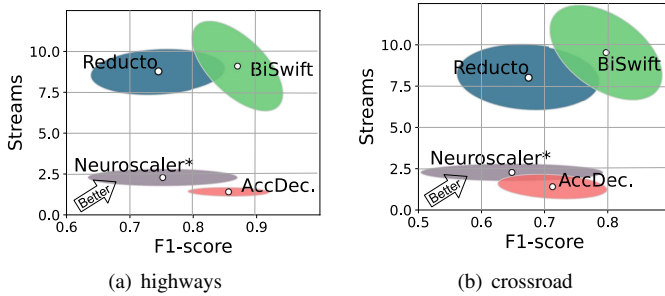 10.0
7.5
5.0
2.5
0.0
Streams
Reducto
BiSwift
Neuroscaler*
AccDec.
Better
0.6
0.7
0.8
0.9
F1-score
(a) highways
10.0
7.5
5.0
2.5
0.0
Streams
Reducto
BiSwift
Neuroscaler*
AccDec.
Better
0.5
0.6
0.7
0.8
F1-score
(b) crossroad